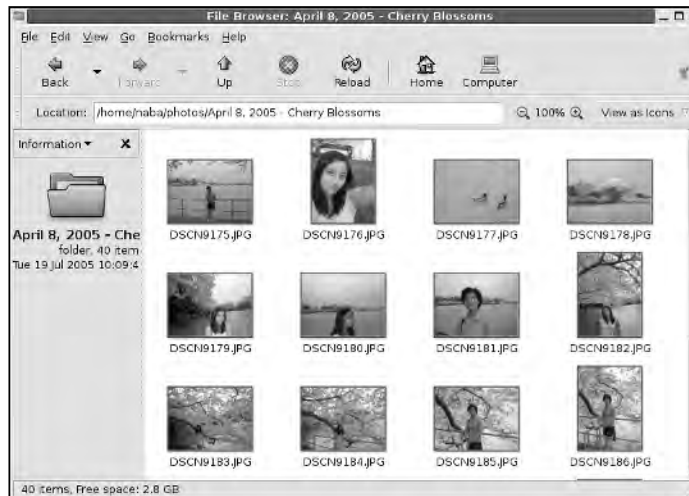 File Browser: April 8, 2005 - Cherry Blossoms
File Edit View Go Bookmarks Help
Back Forward Up Stop Reload Home Computer
Location: /home/naba/photos/April 8, 2005 - Cherry Blossoms 100% View as Icons
Information
DSCN9175.JPG DSCN9176.JPG DSCN9177.JPG DSCN9178.JPG
April 8, 2005 - Che
folder, 40 item
Tue 19 Jul 2005 10:09:4
DSCN9179.JPG DSCN9180.JPG DSCN9181.JPG DSCN9182.JPG
DSCN9183.JPG DSCN9184.JPG DSCN9185.JPG DSCN9186.JPG
40 items, Free space: 2.8 GB